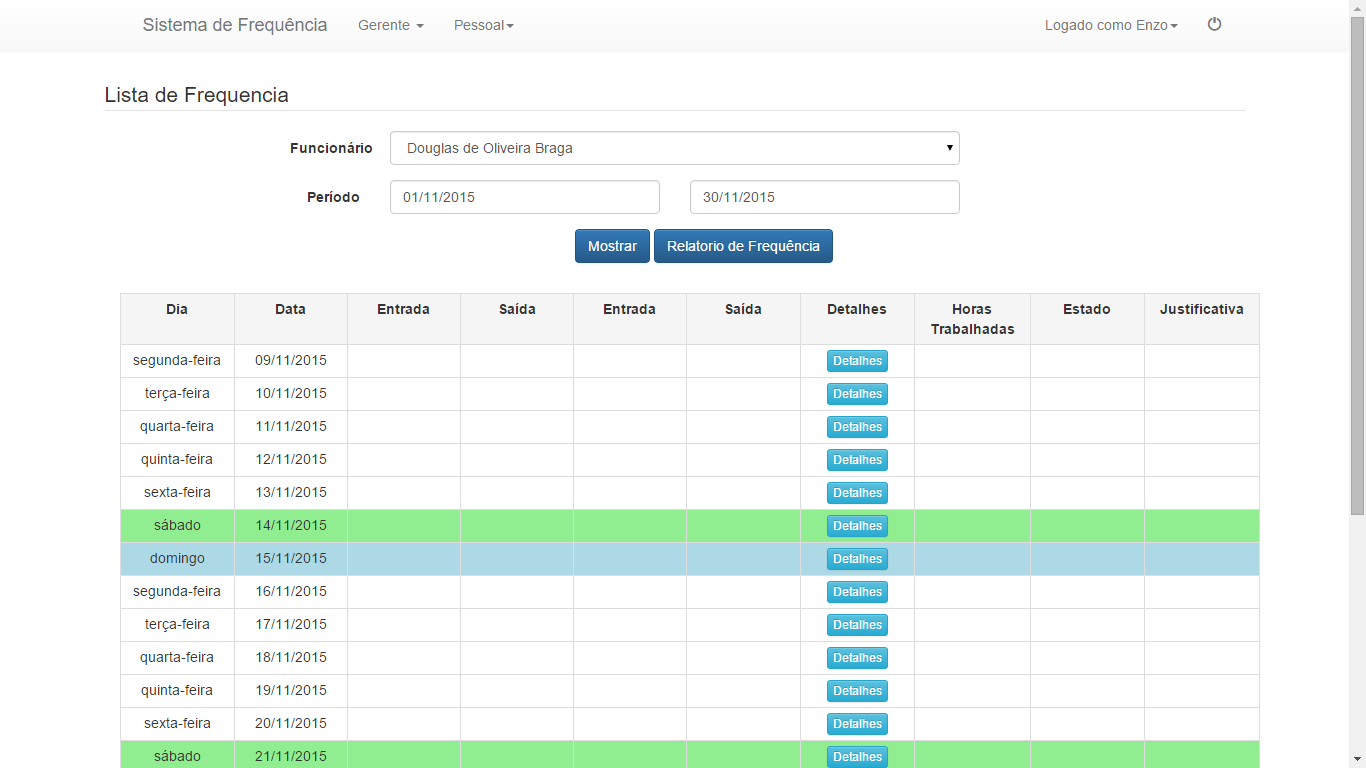 Sistema de Frequência Gerente Pessoal Logado como Enzo
Lista de Frequencia
Funcionário Douglas de Oliveira Braga
Período 01/11/2015 30/11/2015
Mostrar Relatorio de Frequência
Dia Data Entrada Saída Entrada Saída Detalhes Horas Trabalhadas Estado Justificativa
segunda-feira 09/11/2015 Detalhes
terça-feira 10/11/2015 Detalhes
quarta-feira 11/11/2015 Detalhes
quinta-feira 12/11/2015 Detalhes
sexta-feira 13/11/2015 Detalhes
sábado 14/11/2015 Detalhes
domingo 15/11/2015 Detalhes
segunda-feira 16/11/2015 Detalhes
terça-feira 17/11/2015 Detalhes
quarta-feira 18/11/2015 Detalhes
quinta-feira 19/11/2015 Detalhes
sexta-feira 20/11/2015 Detalhes
sábado 21/11/2015 Detalhes